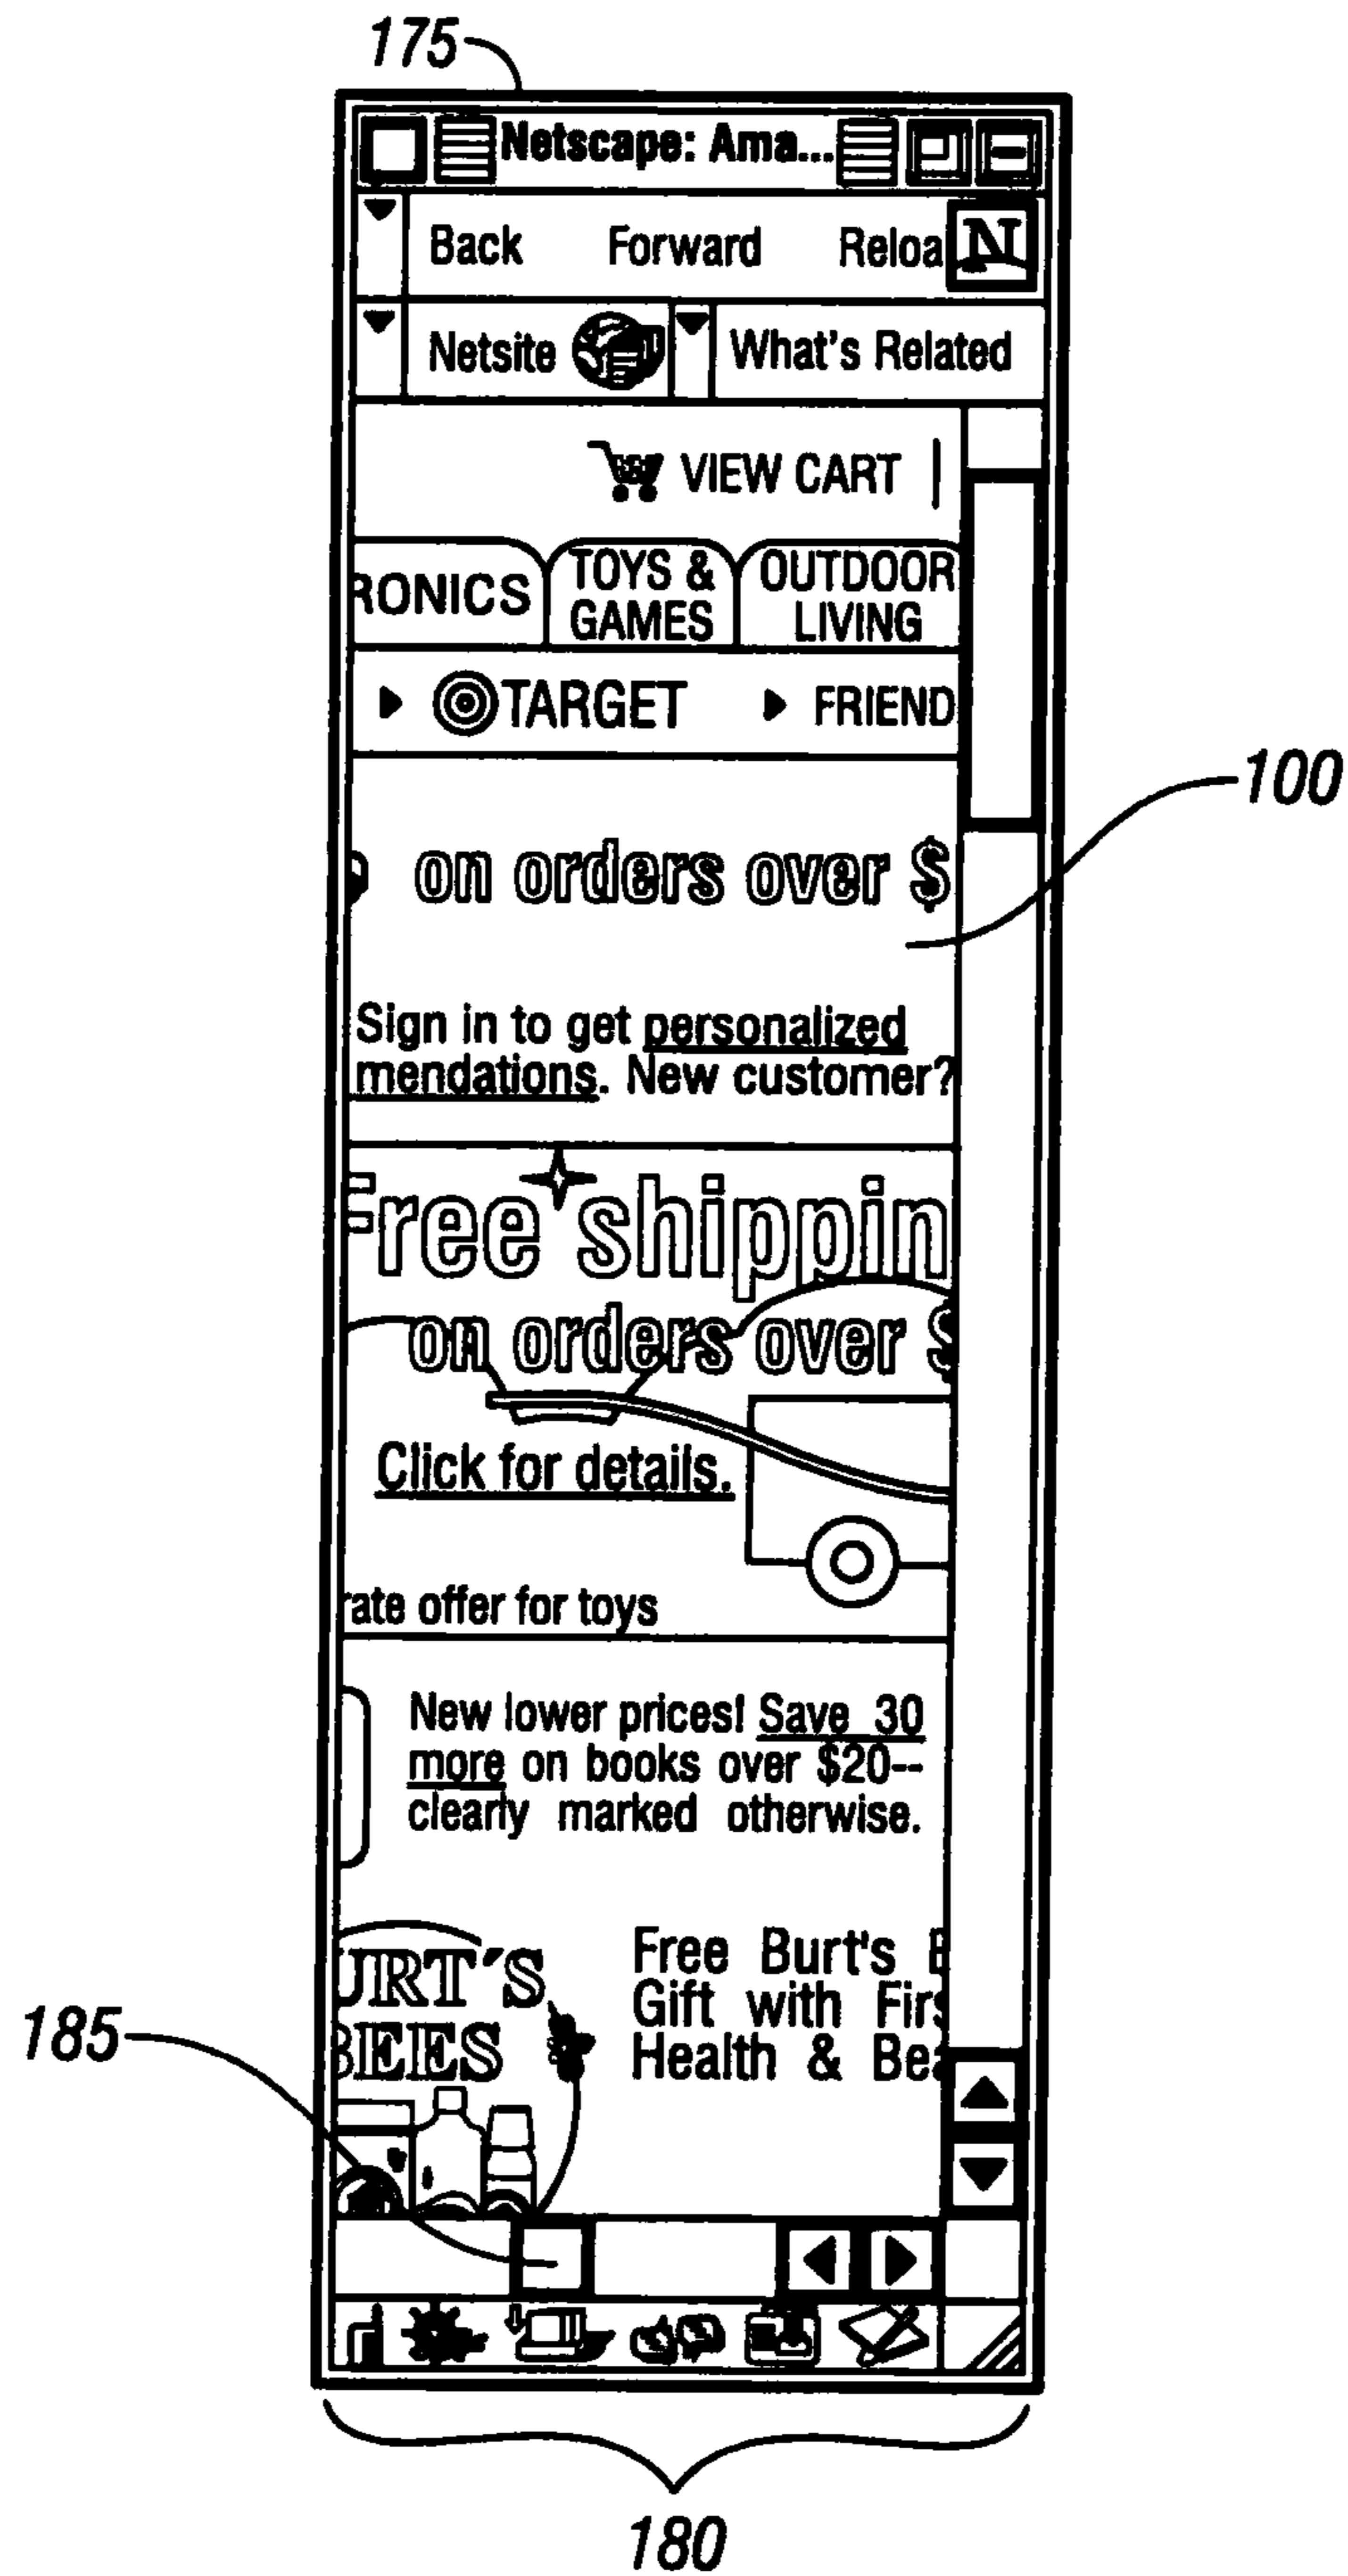 175
Netscape: Ama...
Back Forward Reloa N
Netsite What's Related
VIEW CART |
RONICS TOYS & GAMES OUTDOOR LIVING
TARGET FRIEND
100
on orders over $
Sign in to get personalized
mendations. New customer?
Free shippin
on orders over $
Click for details.
rate offer for toys
New lower prices! Save 30
more on books over $20--
clearly marked otherwise.
URT'S
BEES
Free Burt's B
Gift with Firs
Health & Bea
185
180